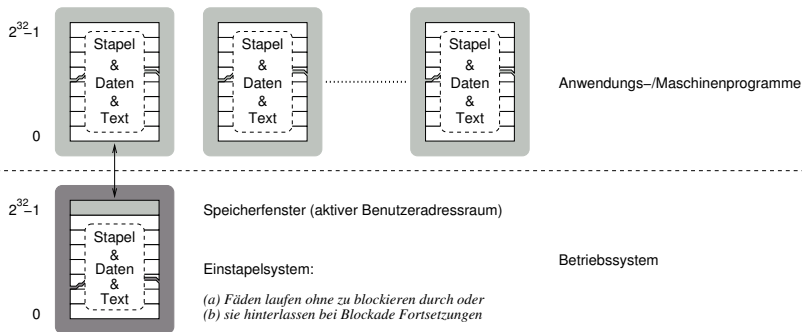 2^32−1
Stapel
&
Daten
&
Text
0
Stapel
&
Daten
&
Text
Stapel
&
Daten
&
Text
Anwendungs−/Maschinenprogramme
2^32−1
Stapel
&
Daten
&
Text
0
Speicherfenster (aktiver Benutzeradressraum)
Einstapelsystem:
(a) Fäden laufen ohne zu blockieren durch oder
(b) sie hinterlassen bei Blockade Fortsetzungen
Betriebssystem